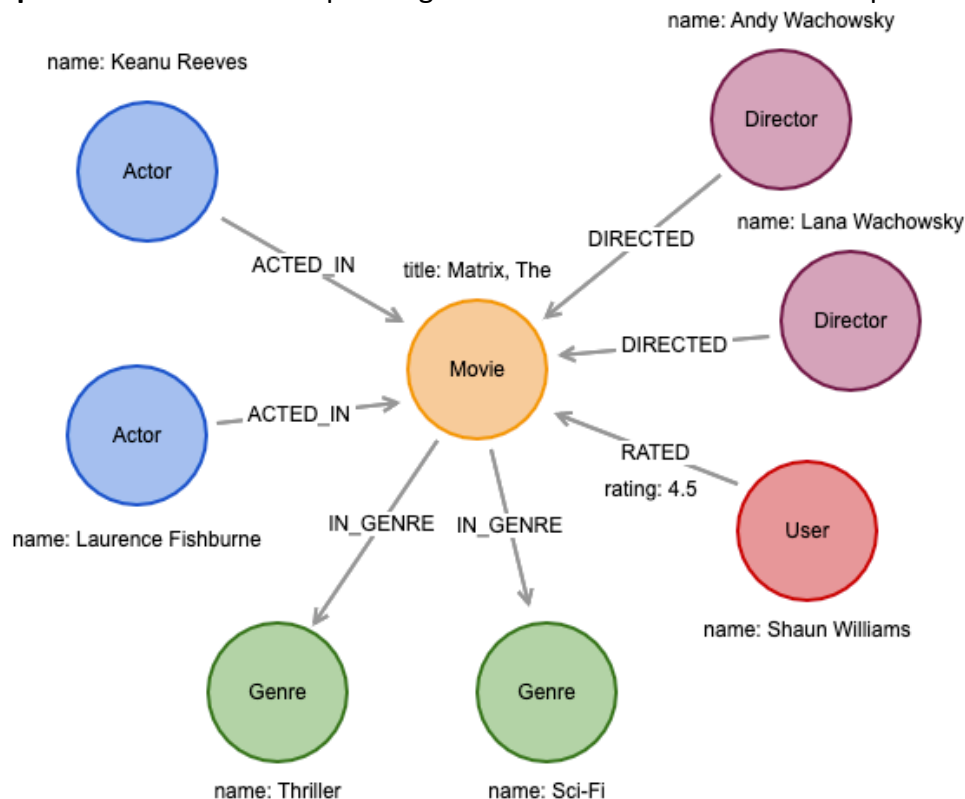 name: Andy Wachowsky
name: Keanu Reeves
Director
Actor
name: Lana Wachowsky
DIRECTED
ACTED_IN
title: Matrix, The
Director
DIRECTED
Movie
ACTED_IN
Actor
RATED
rating: 4.5
IN_GENRE
IN_GENRE
User
name: Laurence Fishburne
name: Shaun Williams
Genre
Genre
name: Thriller
name: Sci-Fi